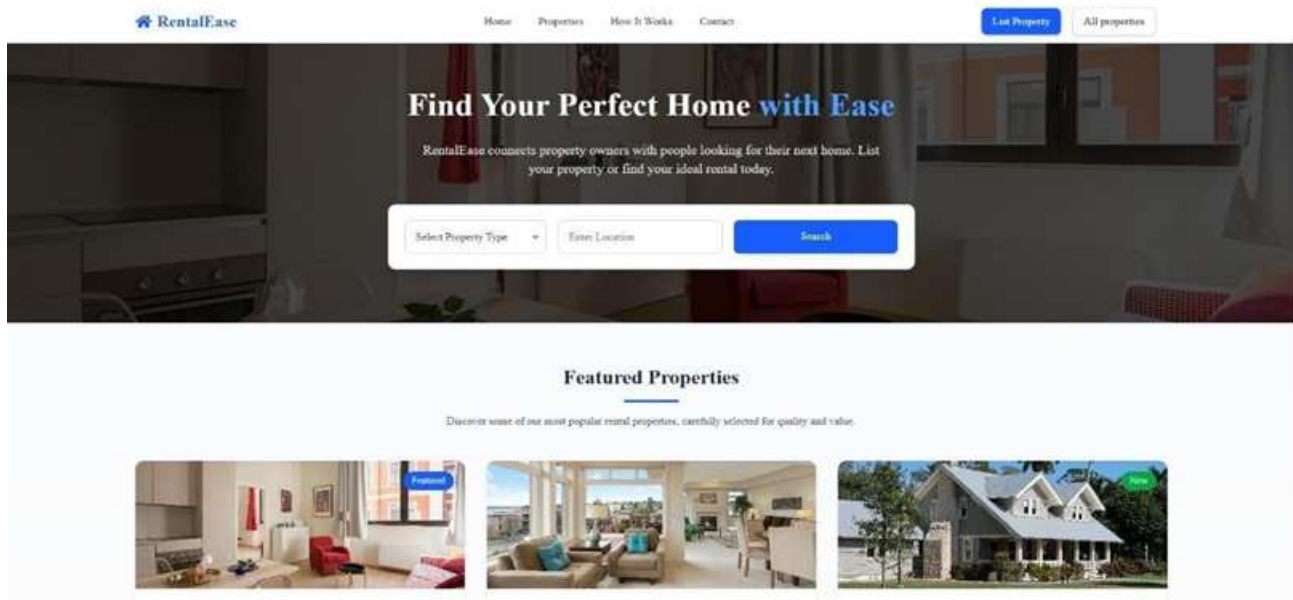 RentalEase
Home Properties How It Works Contact
List Property All properties
Find Your Perfect Home with Ease
RentalEase connects property owners with people looking for their next home. List
your property or find your ideal rental today.
Select Property Type Enter Location Search
Featured Properties
Discover some of our most popular rental properties, carefully selected for quality and value.
Featured
New